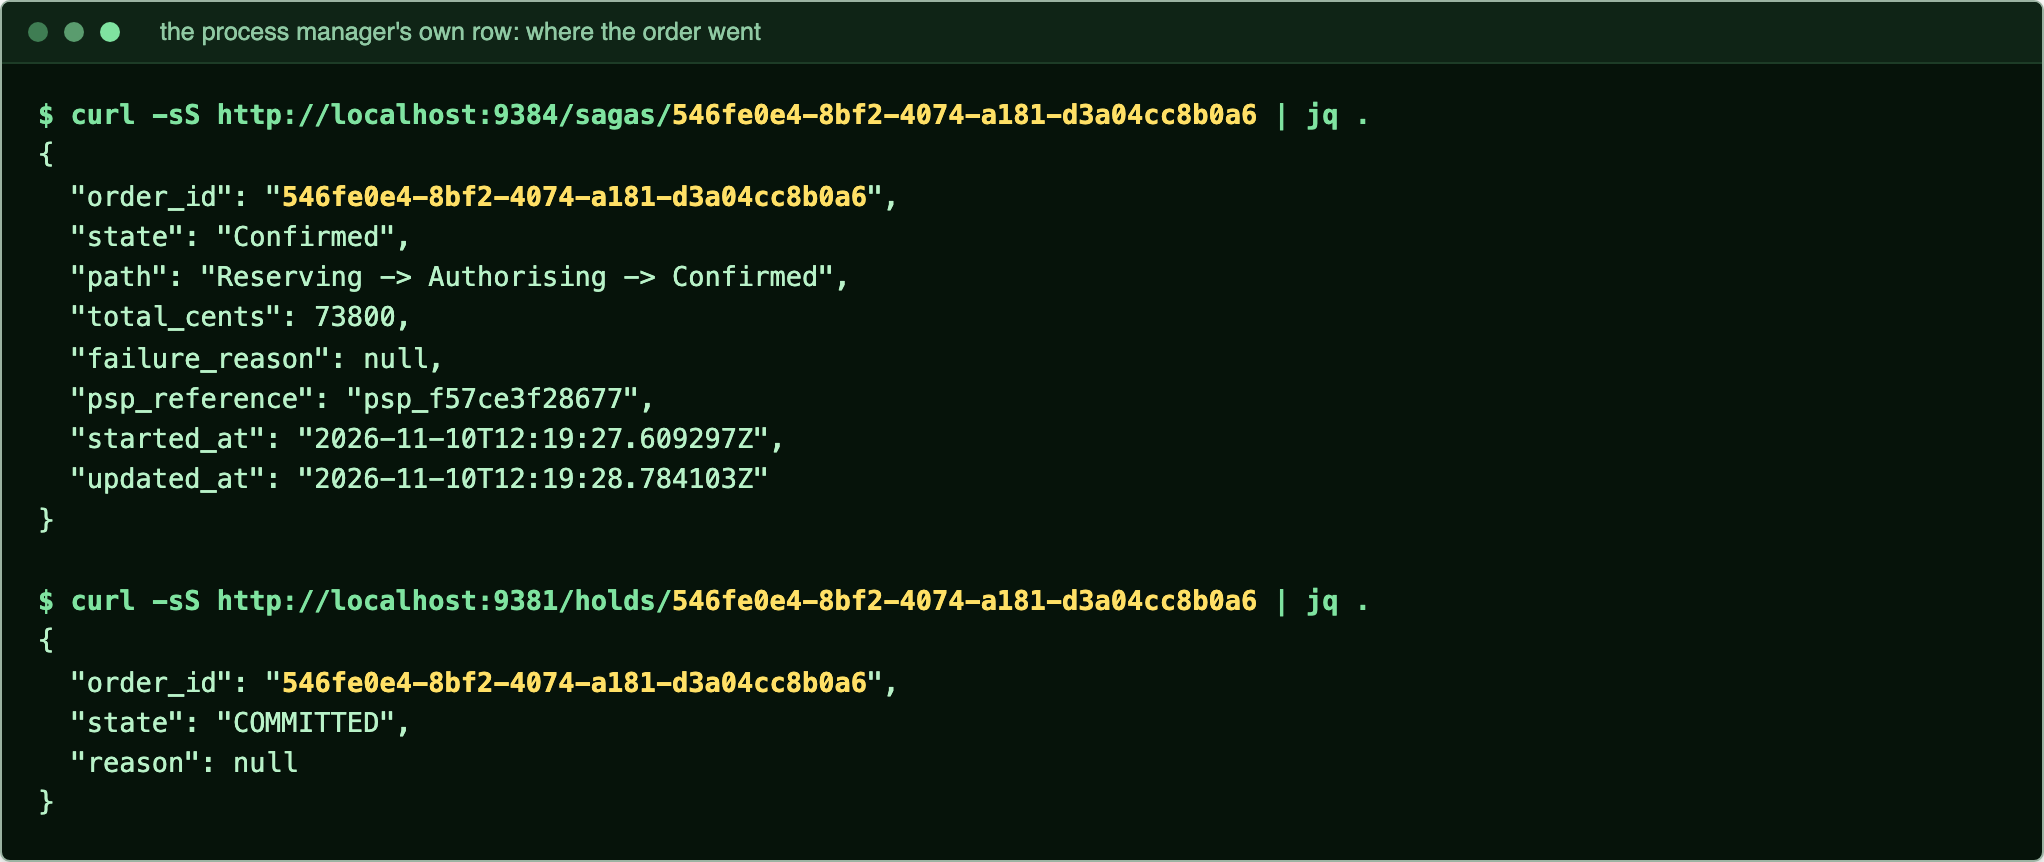 the process manager's own row: where the order went
$ curl -sS http://localhost:9384/sagas/546fe0e4-8bf2-4074-a181-d3a04cc8b0a6 | jq .
{
  "order_id": "546fe0e4-8bf2-4074-a181-d3a04cc8b0a6",
  "state": "Confirmed",
  "path": "Reserving -> Authorising -> Confirmed",
  "total_cents": 73800,
  "failure_reason": null,
  "psp_reference": "psp_f57ce3f28677",
  "started_at": "2026-11-10T12:19:27.609297Z",
  "updated_at": "2026-11-10T12:19:28.784103Z"
}
$ curl -sS http://localhost:9381/holds/546fe0e4-8bf2-4074-a181-d3a04cc8b0a6 | jq .
{
  "order_id": "546fe0e4-8bf2-4074-a181-d3a04cc8b0a6",
  "state": "COMMITTED",
  "reason": null
}